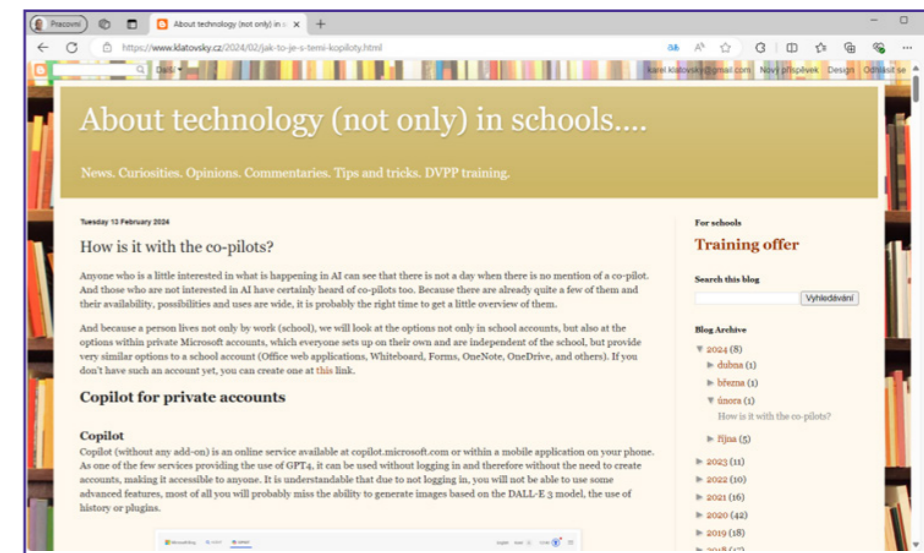 Pracovní
About technology (not only) in s
https://www.klatovsky.cz/2024/02/jak-to-je-s-temi-kopiloty.html
Další
karel.klatovsky@gmail.com Nový příspěvek Design Odhlásit se
About technology (not only) in schools....
News. Curiosities. Opinions. Commentaries. Tips and tricks. DVPP training.
Tuesday 13 February 2024
How is it with the co-pilots?
Anyone who is a little interested in what is happening in AI can see that there is not a day when there is no mention of a co-pilot.
And those who are not interested in AI have certainly heard of co-pilots too. Because there are already quite a few of them and
their availability, possibilities and uses are wide, it is probably the right time to get a little overview of them.
And because a person lives not only by work (school), we will look at the options not only in school accounts, but also at the
options within private Microsoft accounts, which everyone sets up on their own and are independent of the school, but provide
very similar options to a school account (Office web applications, Whiteboard, Forms, OneNote, OneDrive, and others). If you
don't have such an account yet, you can create one at this link.
Copilot for private accounts
Copilot
Copilot (without any add-on) is an online service available at copilot.microsoft.com or within a mobile application on your phone.
As one of the few services providing the use of GPT4, it can be used without logging in and therefore without the need to create
accounts, making it accessible to anyone. It is understandable that due to not logging in, you will not be able to use some
advanced features, most of all you will probably miss the ability to generate images based on the DALL-E 3 model, the use of
history or plugins.
For schools
Training offer
Search this blog
Vyhledávání
Blog Archive
▼ 2024 (8)
► dubna (1)
► března (1)
▼ února (1)
How is it with the co-pilots?
► října (5)
► 2023 (11)
► 2022 (10)
► 2021 (16)
► 2020 (42)
► 2019 (18)
► 2018 (17)